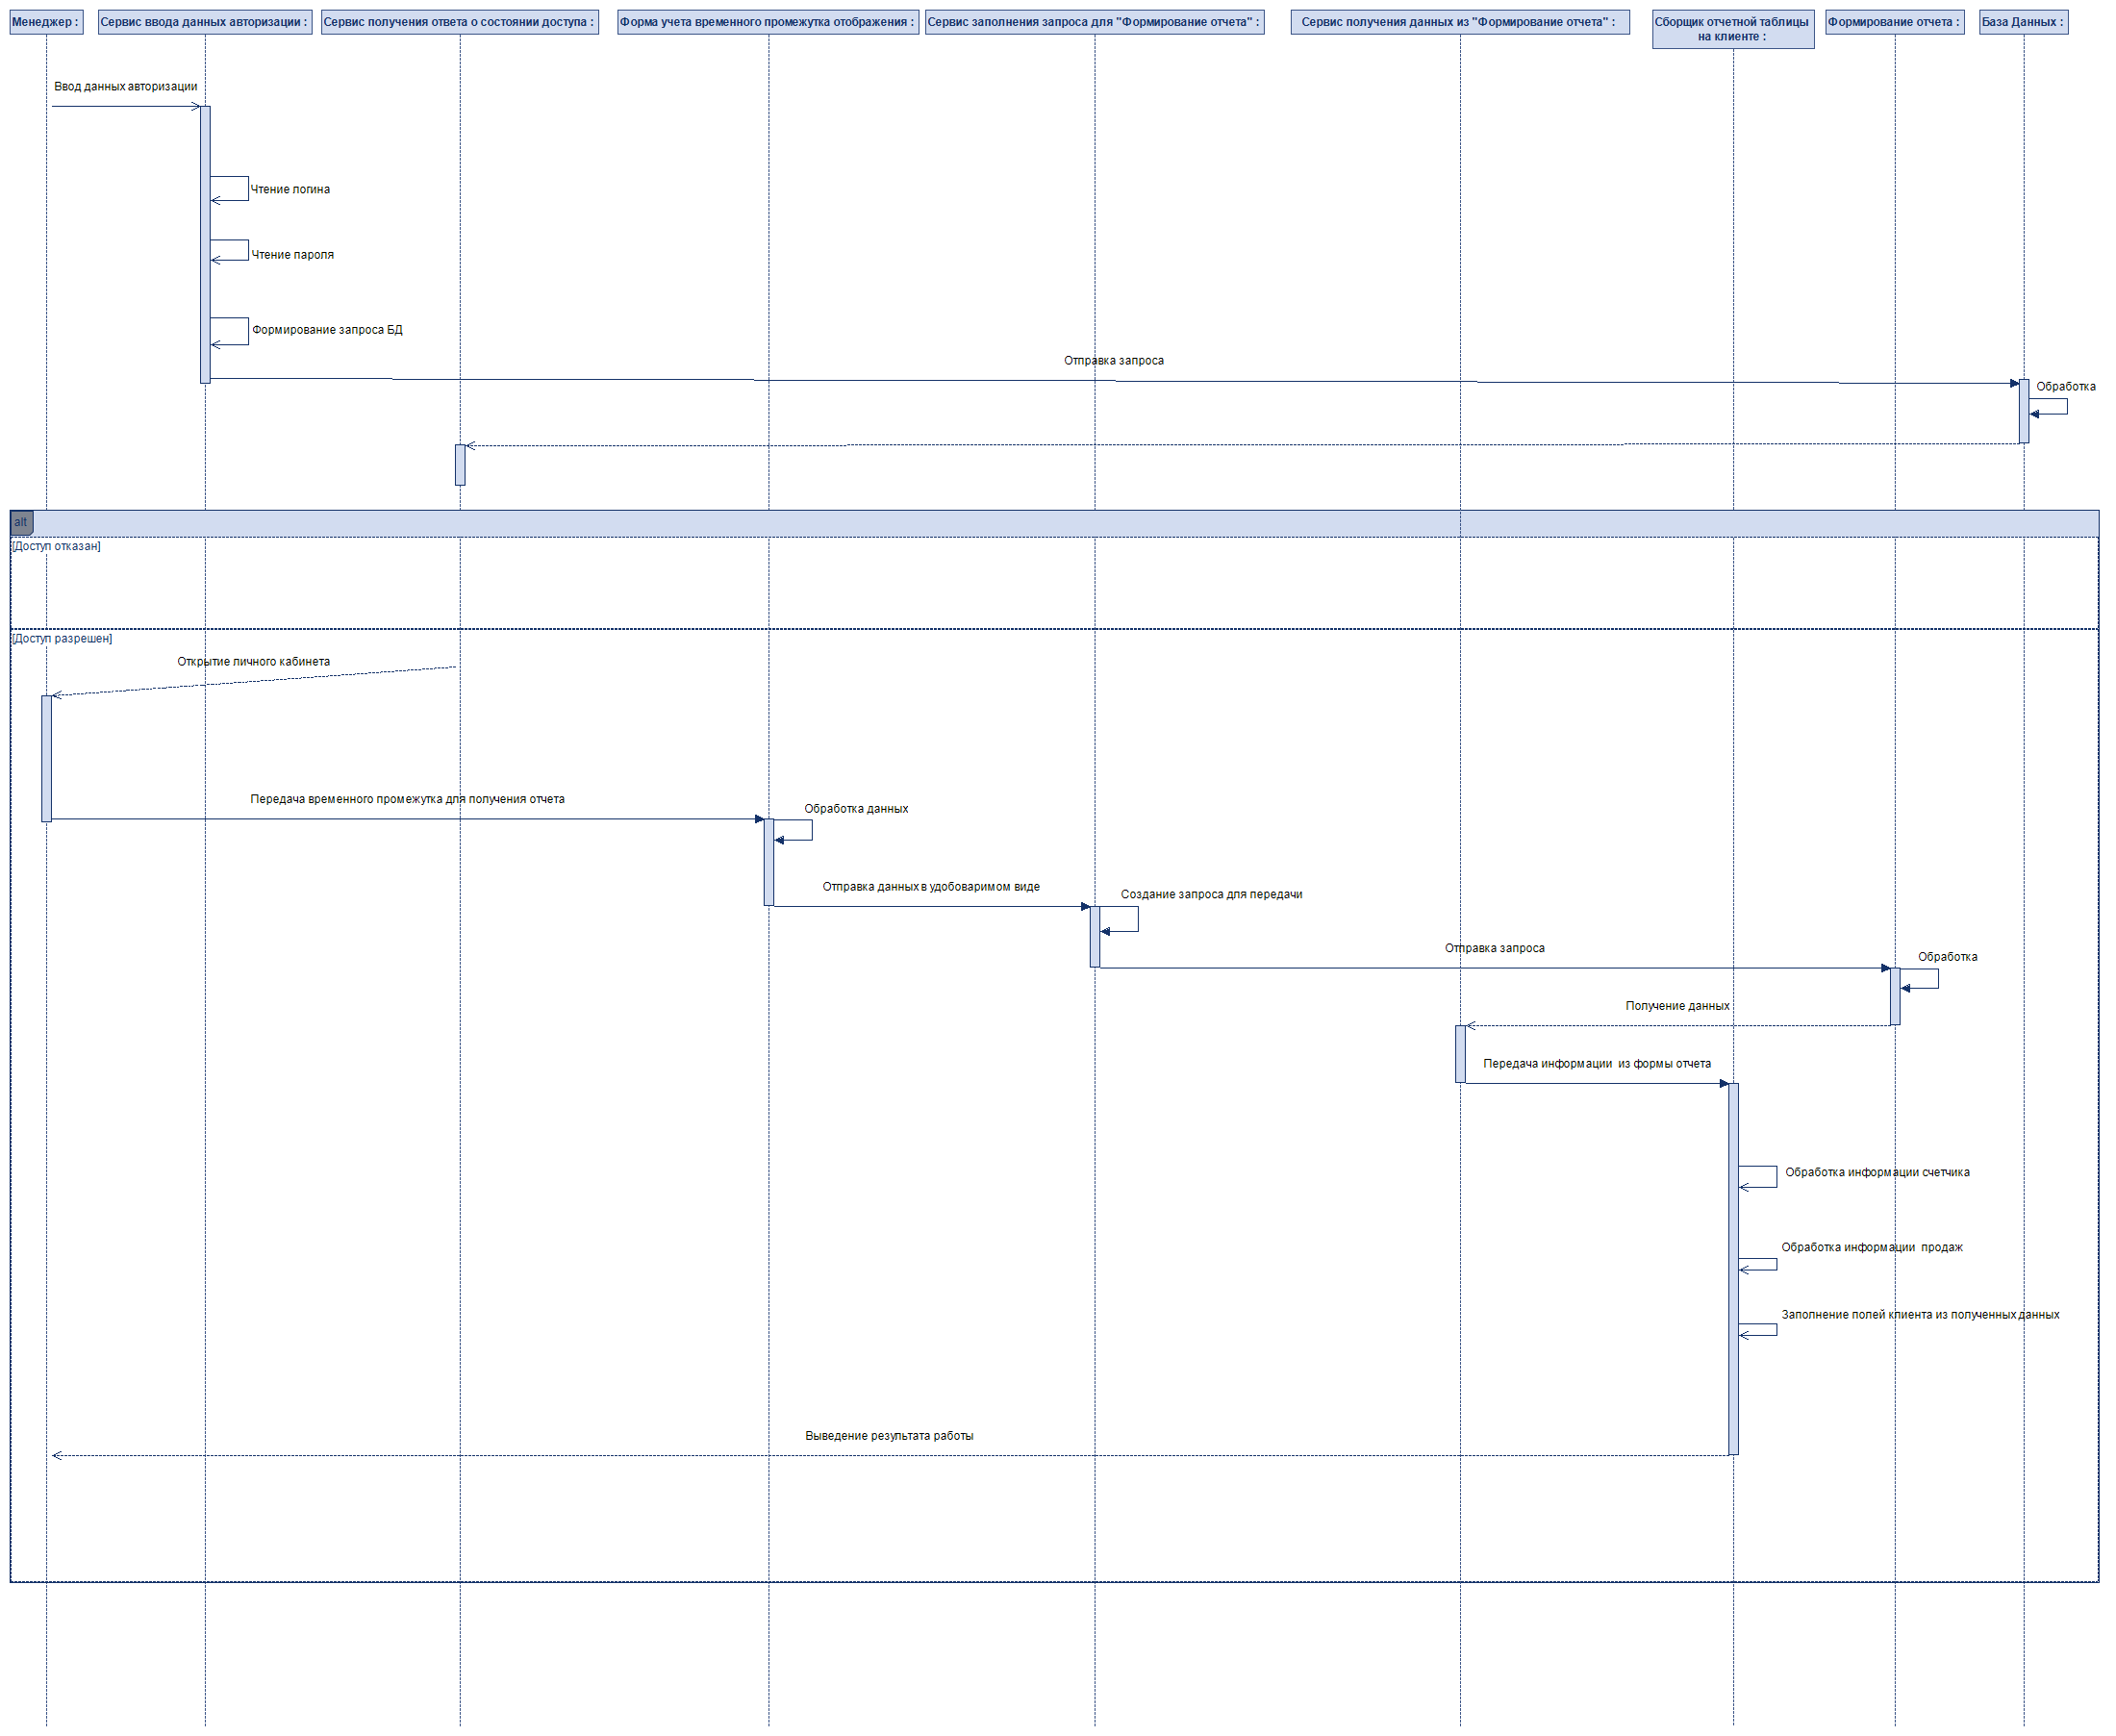 Менеджер :
Сервис ввода данных авторизации :
Сервис получения ответа о состоянии доступа :
Форма учета временного промежутка отображения :
Сервис заполнения запроса для "Формирование отчета" :
Сервис получения данных из "Формирование отчета" :
Сборщик отчетной таблицы
на клиенте :
Формирование отчета :
База Данных :
Ввод данных авторизации
Чтение логина
Чтение пароля
Формирование запроса БД
Отправка запроса
Обработка
alt
[Доступ отказан]
[Доступ разрешен]
Открытие личного кабинета
Передача временного промежутка для получения отчета
Обработка данных
Отправка данных в удобоваримом виде
Создание запроса для передачи
Отправка запроса
Обработка
Получение данных
Передача информации из формы отчета
Обработка информации счетчика
Обработка информации продаж
Заполнение полей клиента из полученных данных
Выведение результата работы